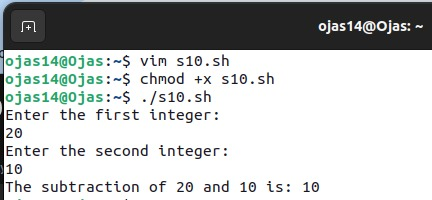 ojas14@Ojas: ~
ojas14@Ojas:~$ vim s10.sh
ojas14@Ojas:~$ chmod +x s10.sh
ojas14@Ojas:~$ ./s10.sh
Enter the first integer:
20
Enter the second integer:
10
The subtraction of 20 and 10 is: 10